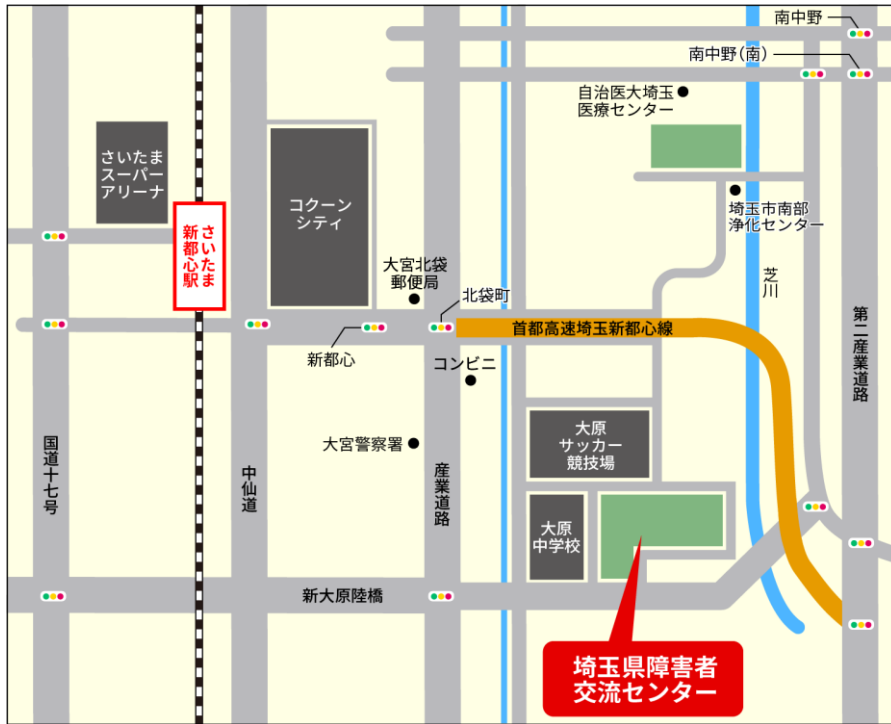 南中野
南中野(南)
自治医大埼玉
医療センター
さいたま
スーパー
アリーナ
コクーン
シティ
さいたま
新都心駅
埼玉市南部
浄化センター
大宮北袋
郵便局
北袋町
芝川
首都高速埼玉新都心線
第二産業道路
新都心
コンビニ
大原
サッカー
競技場
大宮警察署
国道十七号
中仙道
産業道路
大原
中学校
新大原陸橋
埼玉県障害者
交流センター